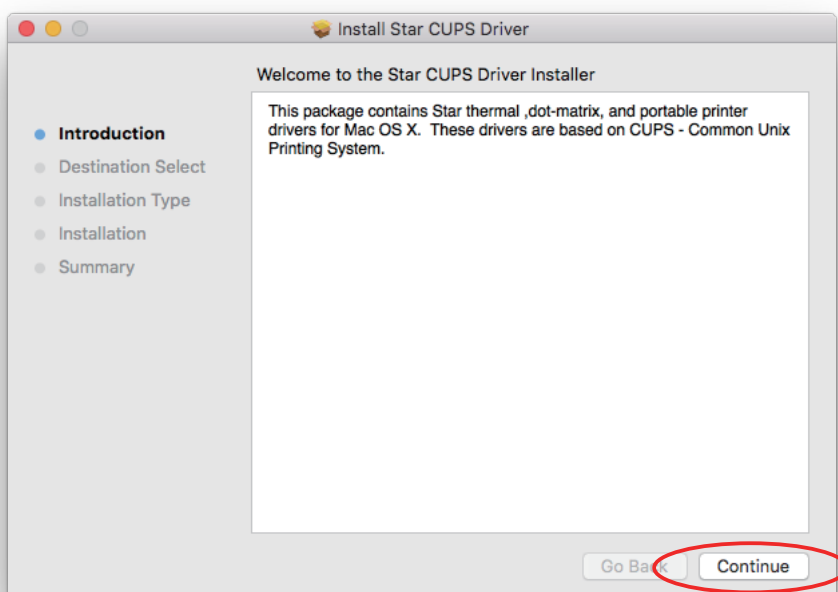 Install Star CUPS Driver
Welcome to the Star CUPS Driver Installer
Introduction
Destination Select
Installation Type
Installation
Summary
This package contains Star thermal ,dot-matrix, and portable printer
drivers for Mac OS X.  These drivers are based on CUPS - Common Unix
Printing System.
Go Back
Continue